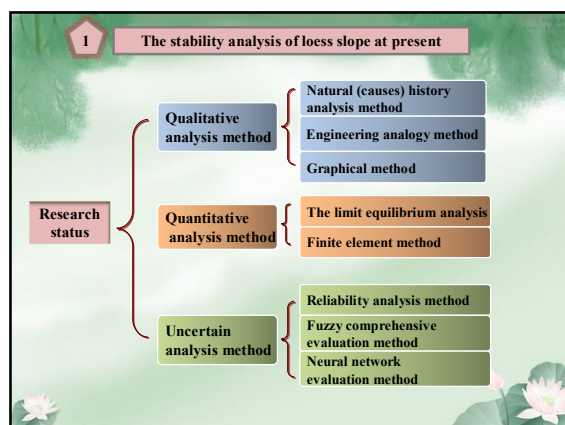 1
The stability analysis of loess slope at present
Natural (causes) history
analysis method
Qualitative
analysis method
Engineering analogy method
Graphical method
Research
status
Quantitative
analysis method
The limit equilibrium analysis
Finite element method
Uncertain
analysis method
Reliability analysis method
Fuzzy comprehensive
evaluation method
Neural network
evaluation method